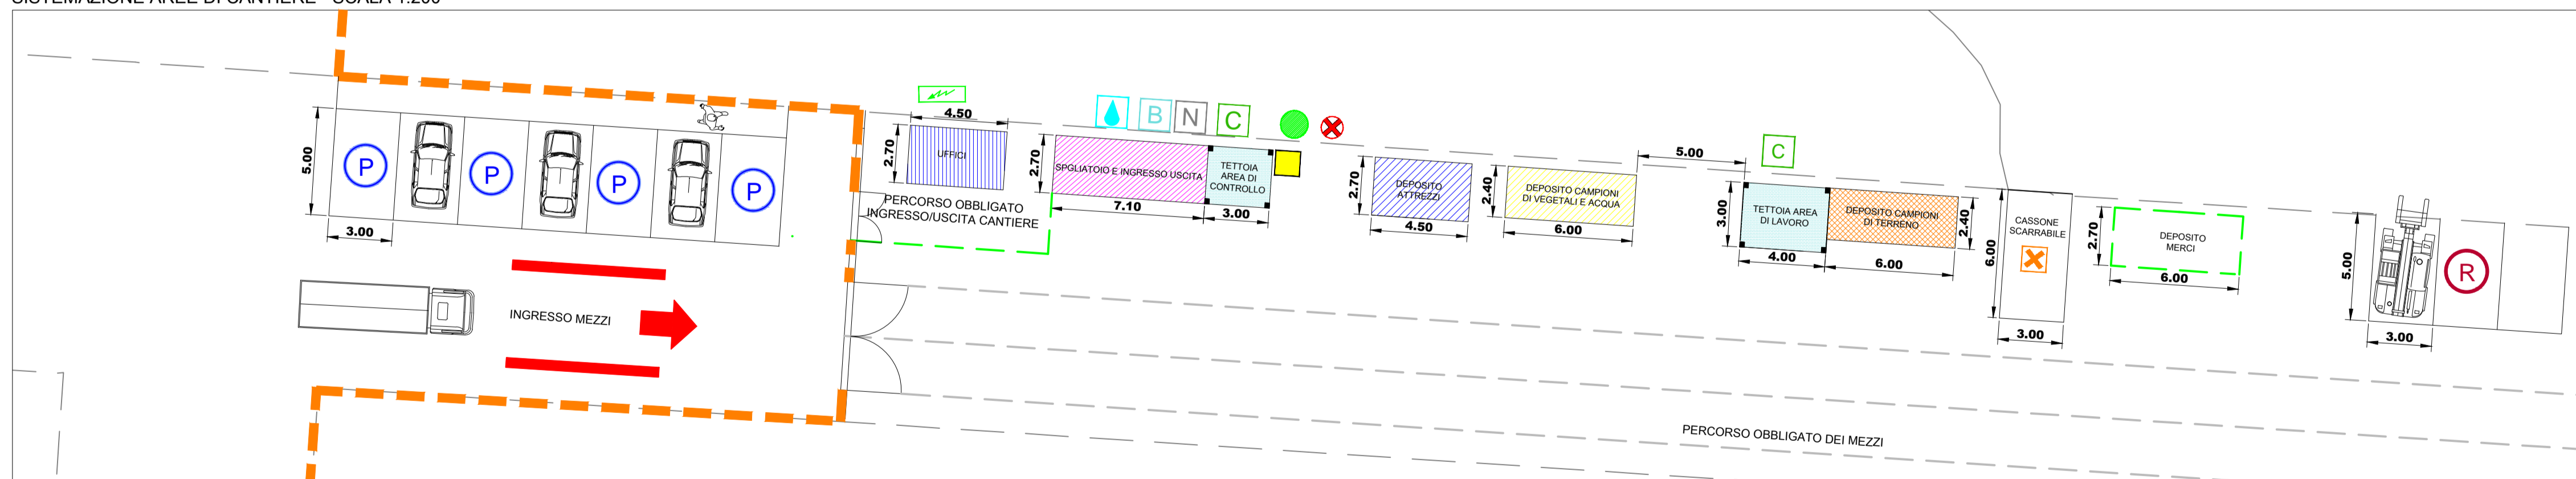 SISTEMAZIONE AREE DI CANTIERE - SCALA 1:200
5.00
3.00
P
P
P
P
INGRESSO MEZZI
4.50
2.70
UFFICI
PERCORSO OBBLIGATO
INGRESSO/USCITA CANTIERE
2.70
SPGLIATOIO E INGRESSO USCITA
7.10
B
N
C
TETTOIA
AREA DI
CONTROLLO
3.00
2.70
DEPOSITO
ATTREZZI
4.50
2.40
DEPOSITO CAMPIONI
DI VEGETALI E ACQUA
6.00
5.00
C
3.00
TETTOIA AREA
DI LAVORO
4.00
DEPOSITO CAMPIONI
DI TERRENO
2.40
6.00
6.00
CASSONE
SCARRABILE
3.00
2.70
DEPOSITO
MERCI
6.00
5.00
3.00
R
PERCORSO OBBLIGATO DEI MEZZI